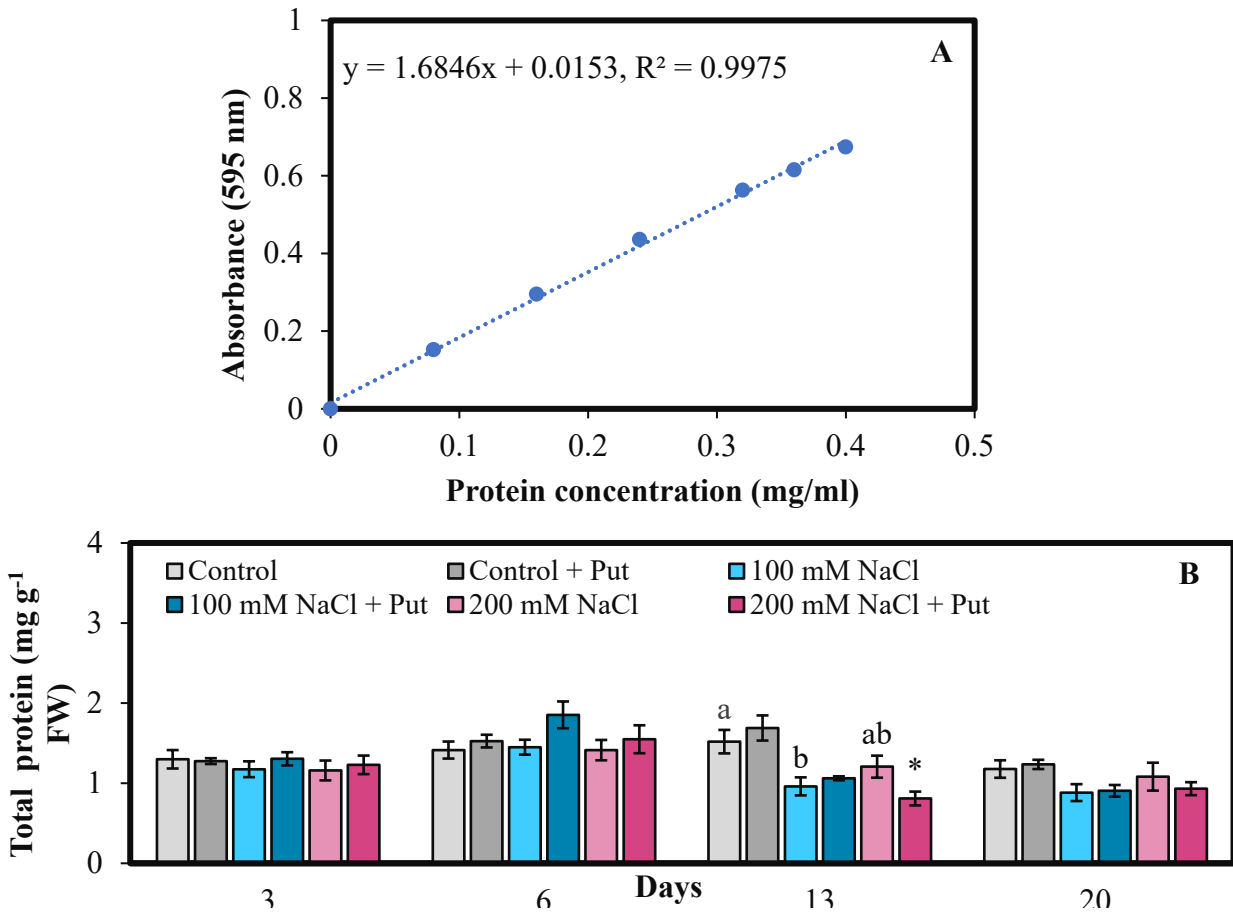 1
A
y = 1.6846x + 0.0153, R² = 0.9975
0.8
0.6
0.4
0.2
0
Absorbance (595 nm)
0 0.1 0.2 0.3 0.4 0.5
Protein concentration (mg/ml)
4
3
2
1
0
Total protein (mg g⁻¹
FW)
B
Control Control + Put 100 mM NaCl
100 mM NaCl + Put 200 mM NaCl 200 mM NaCl + Put
a b ab *
3 6 13 20
Days